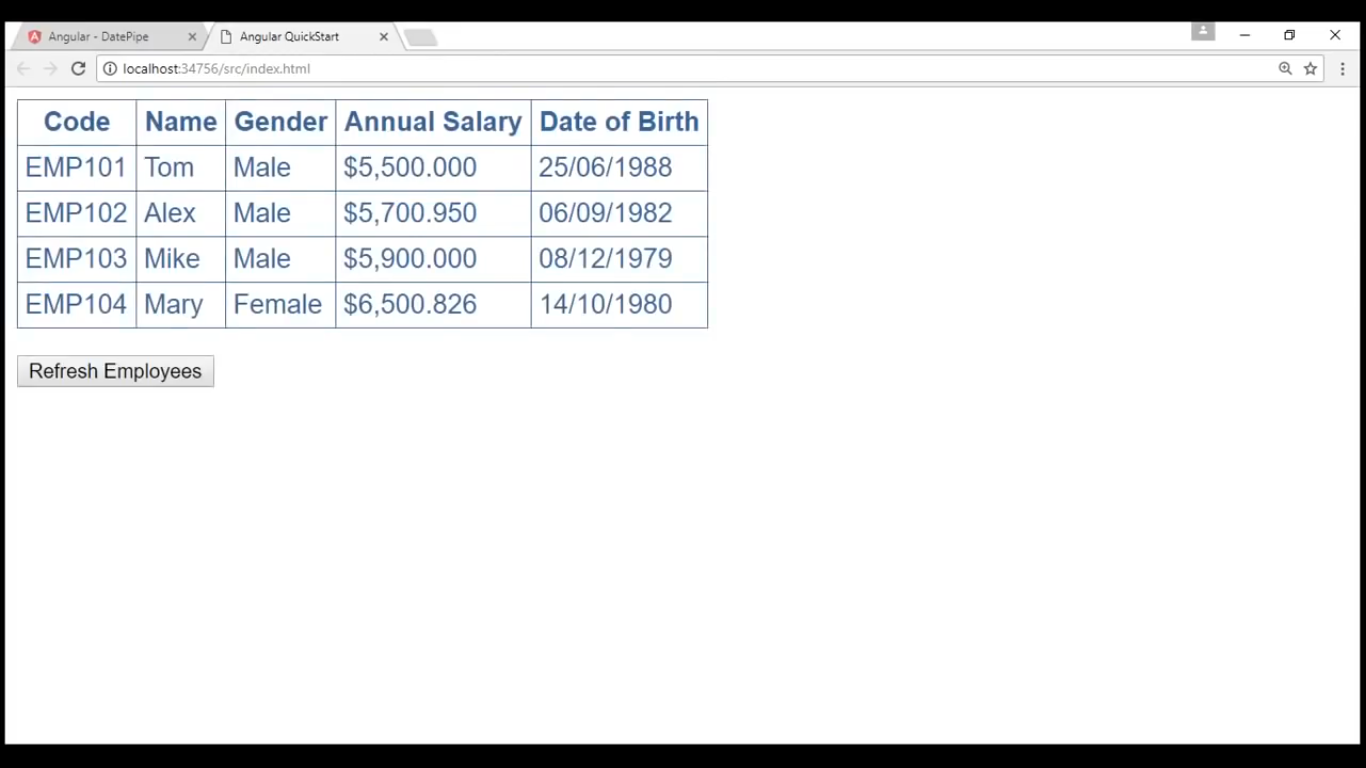 Angular - DatePipe
Angular QuickStart
localhost:34756/src/index.html
Code Name Gender Annual Salary Date of Birth
EMP101 Tom Male $5,500.000 25/06/1988
EMP102 Alex Male $5,700.950 06/09/1982
EMP103 Mike Male $5,900.000 08/12/1979
EMP104 Mary Female $6,500.826 14/10/1980
Refresh Employees